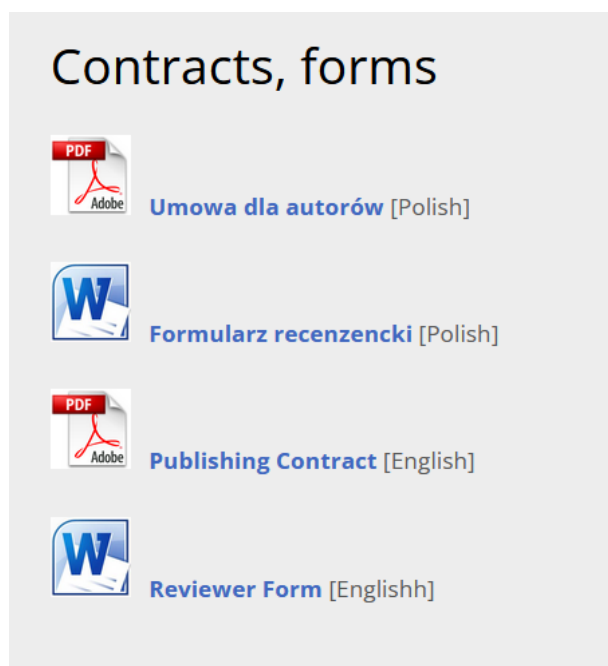 Contracts, forms
PDF
Adobe
Umowa dla autorów [Polish]
W
Formularz recenzencki [Polish]
PDF
Adobe
Publishing Contract [English]
W
Reviewer Form [Englishh]